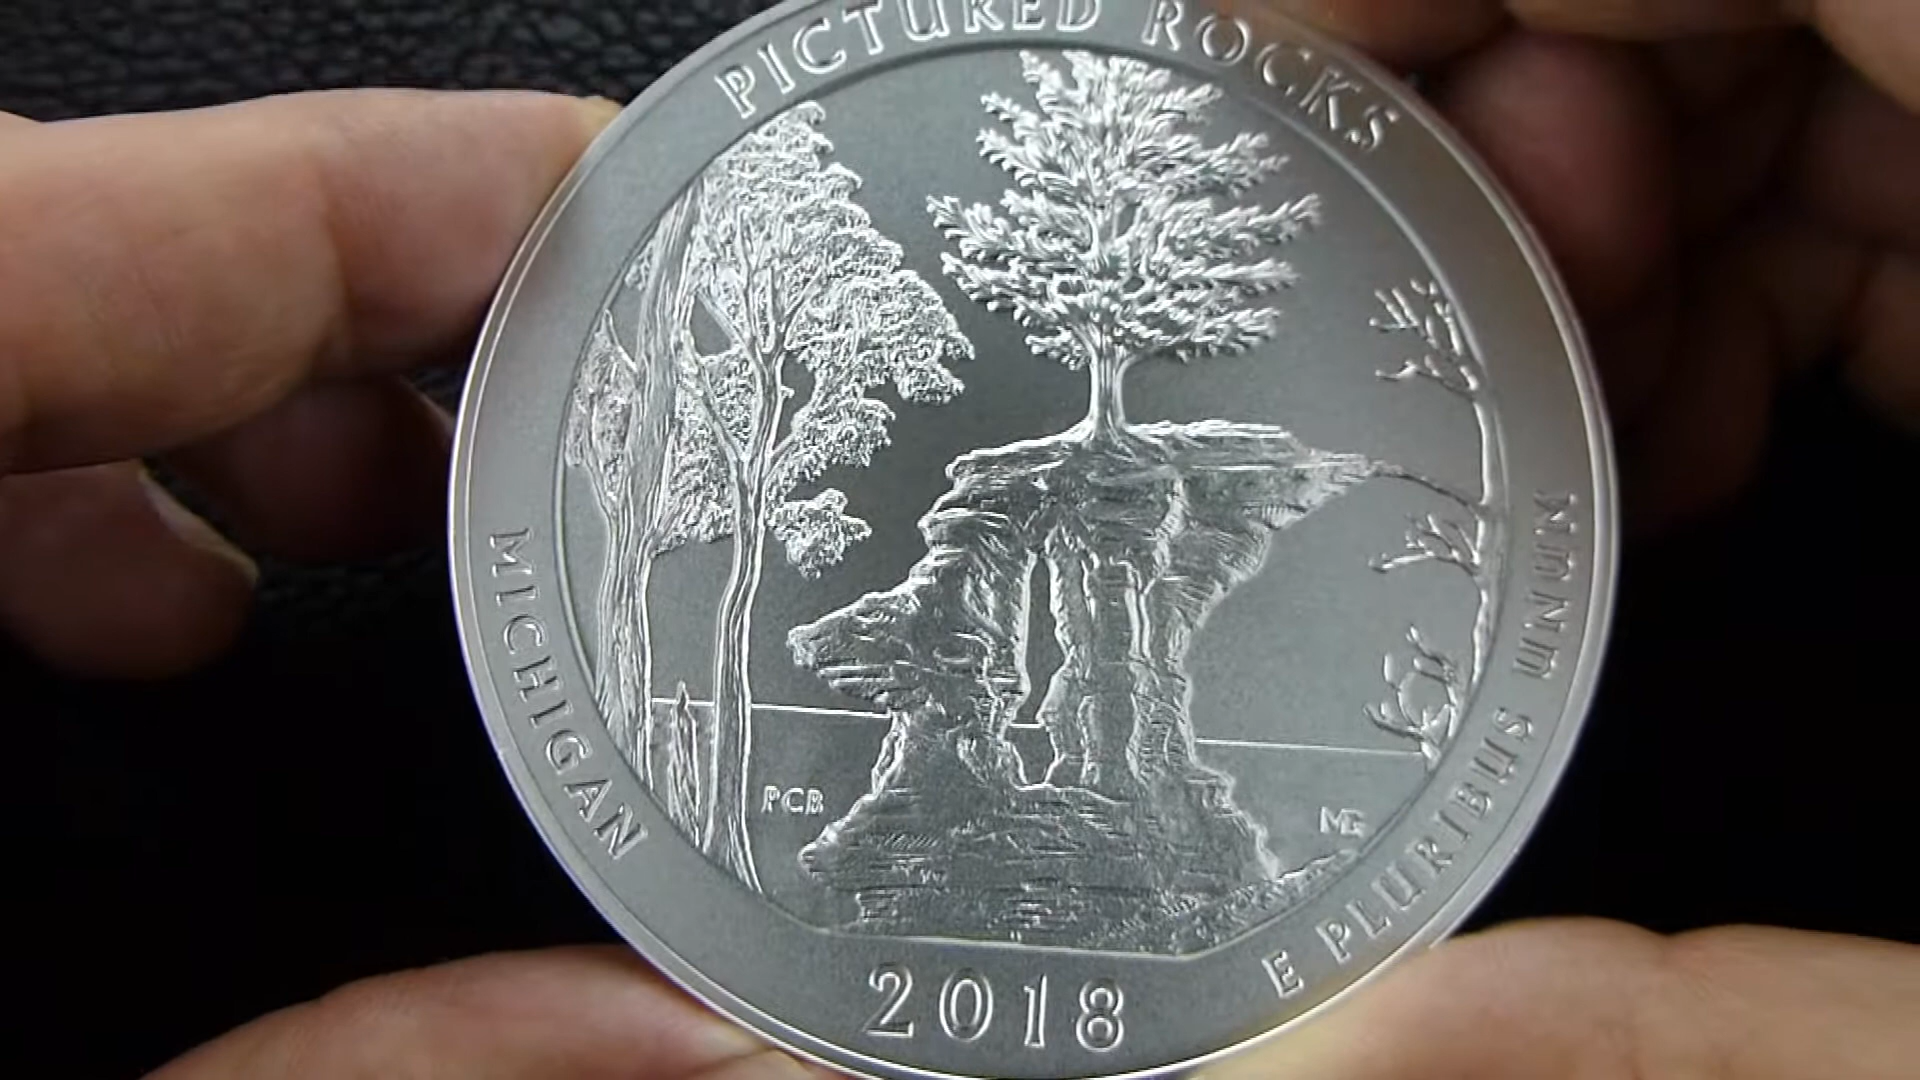 PICTURED ROCKS
MICHIGAN
PCB
MG
2018
E PLURIBUS UNUM